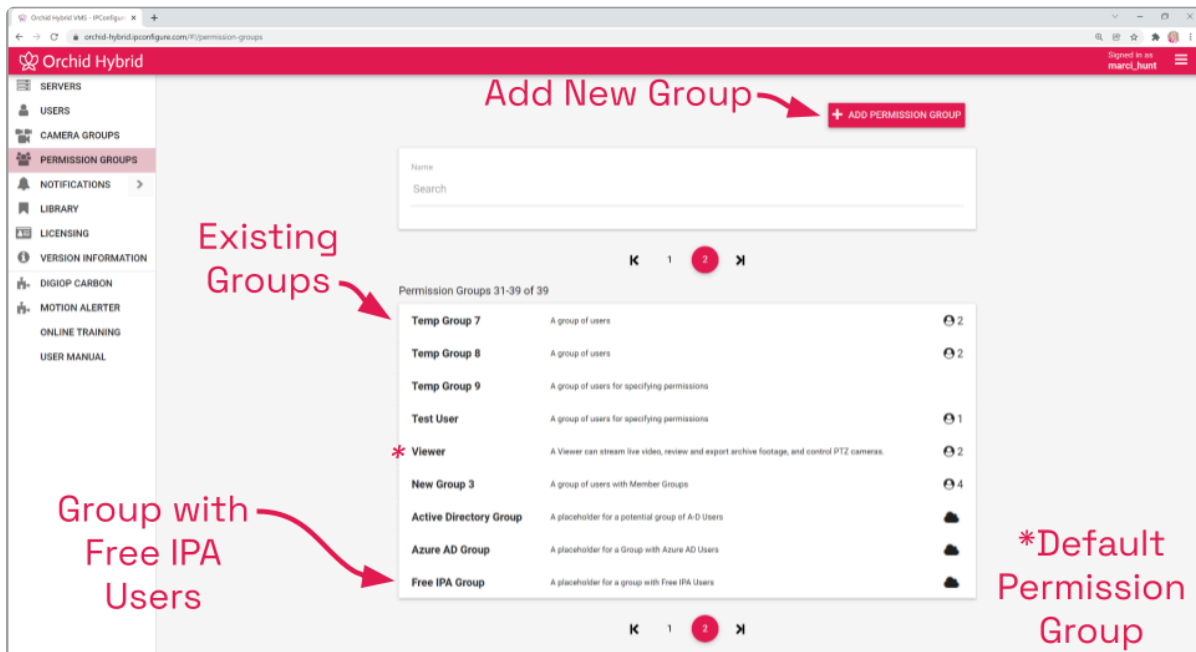 Orchid Hybrid VMS - IPConfigur
orchid-hybrid.ipconfigure.com/#!/permission-groups
Orchid Hybrid
Signed in as
marci_hunt
SERVERS
USERS
CAMERA GROUPS
PERMISSION GROUPS
NOTIFICATIONS
LIBRARY
LICENSING
VERSION INFORMATION
DIGIOP CARBON
MOTION ALERTER
ONLINE TRAINING
USER MANUAL
Add New Group
+ ADD PERMISSION GROUP
Name
Search
Existing
Groups
1 2
Permission Groups 31-39 of 39
Temp Group 7 A group of users 2
Temp Group 8 A group of users 2
Temp Group 9 A group of users for specifying permissions
Test User A group of users for specifying permissions 1
* Viewer A Viewer can stream live video, review and export archive footage, and control PTZ cameras. 2
New Group 3 A group of users with Member Groups 4
Active Directory Group A placeholder for a potential group of A-D Users
Azure AD Group A placeholder for a Group with Azure AD Users
Free IPA Group A placeholder for a group with Free IPA Users
Group with
Free IPA
Users
*Default
Permission
Group
1 2